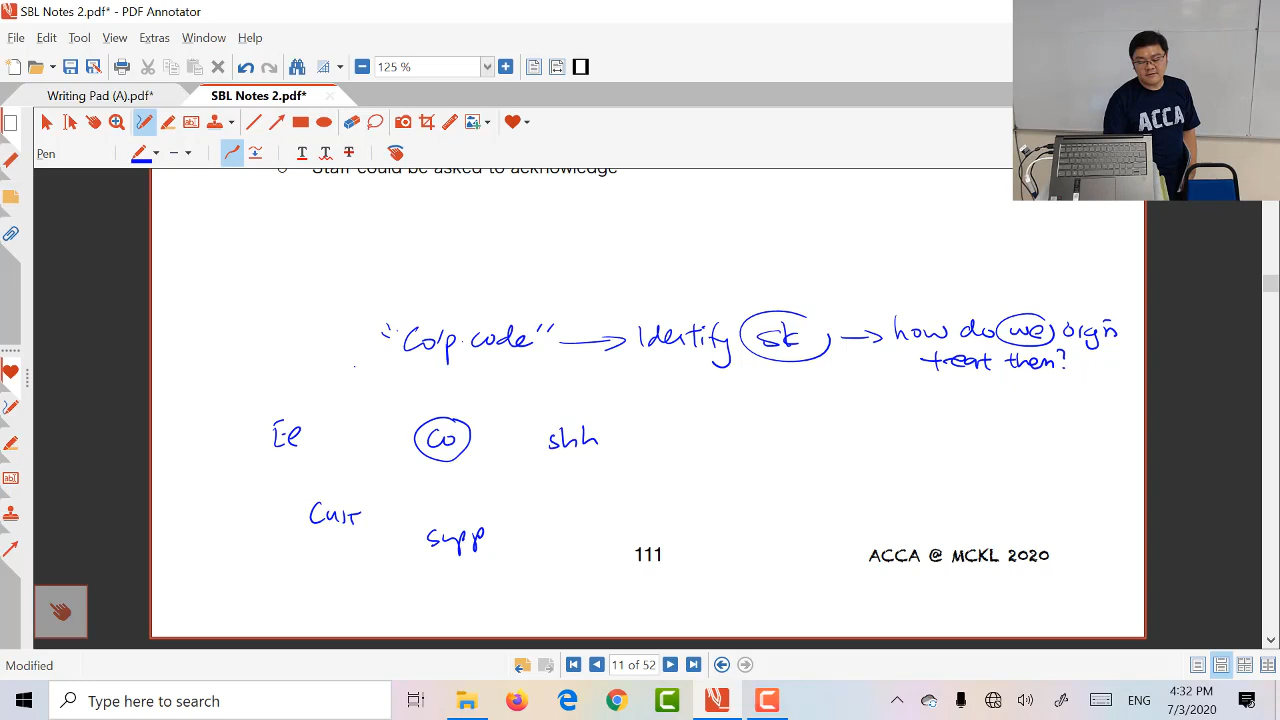 SBL Notes 2.pdf* - PDF Annotator
File Edit Tool View Extras Window Help
125 %
Writing Pad (A).pdf* SBL Notes 2.pdf*
Pen
Staff could be asked to acknowledge
"Corp. code" → Identify sk → how do we orgn
treat them?
Ee Co shh
Cust
supp
111 ACCA @ MCKL 2020
ACCA
11 of 52
Modified
Type here to search
ENG
4:32 PM
7/3/2020